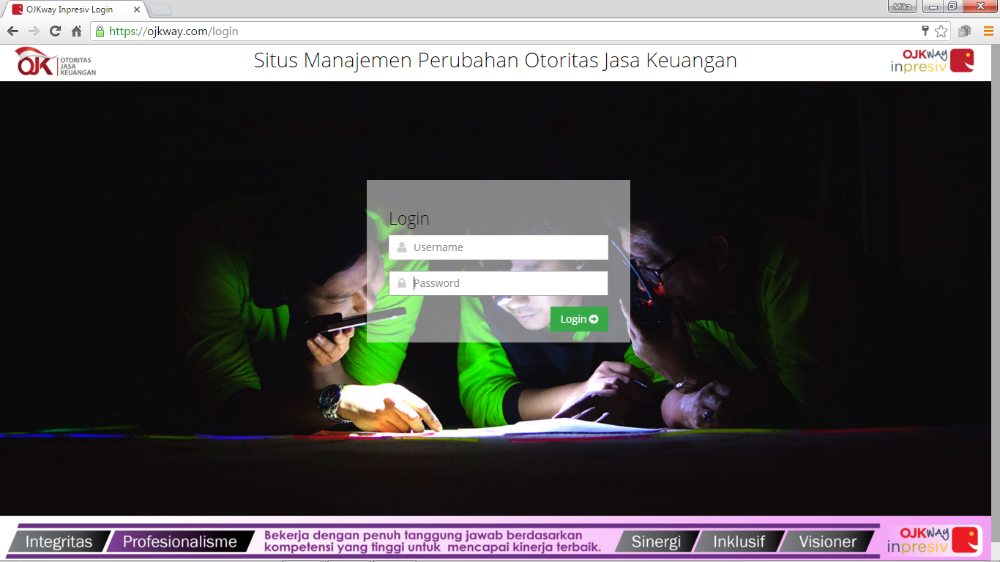 OJKway Inpresiv Login
Mika
https://ojkway.com/login
OJK OTORITAS
JASA
KEUANGAN
Situs Manajemen Perubahan Otoritas Jasa Keuangan
OJKway
inpresiv
Login
Username
Password
Login
Integritas
Profesionalisme
Bekerja dengan penuh tanggung jawab berdasarkan
kompetensi yang tinggi untuk mencapai kinerja terbaik.
Sinergi
Inklusif
Visioner
OJKway
inpresiv